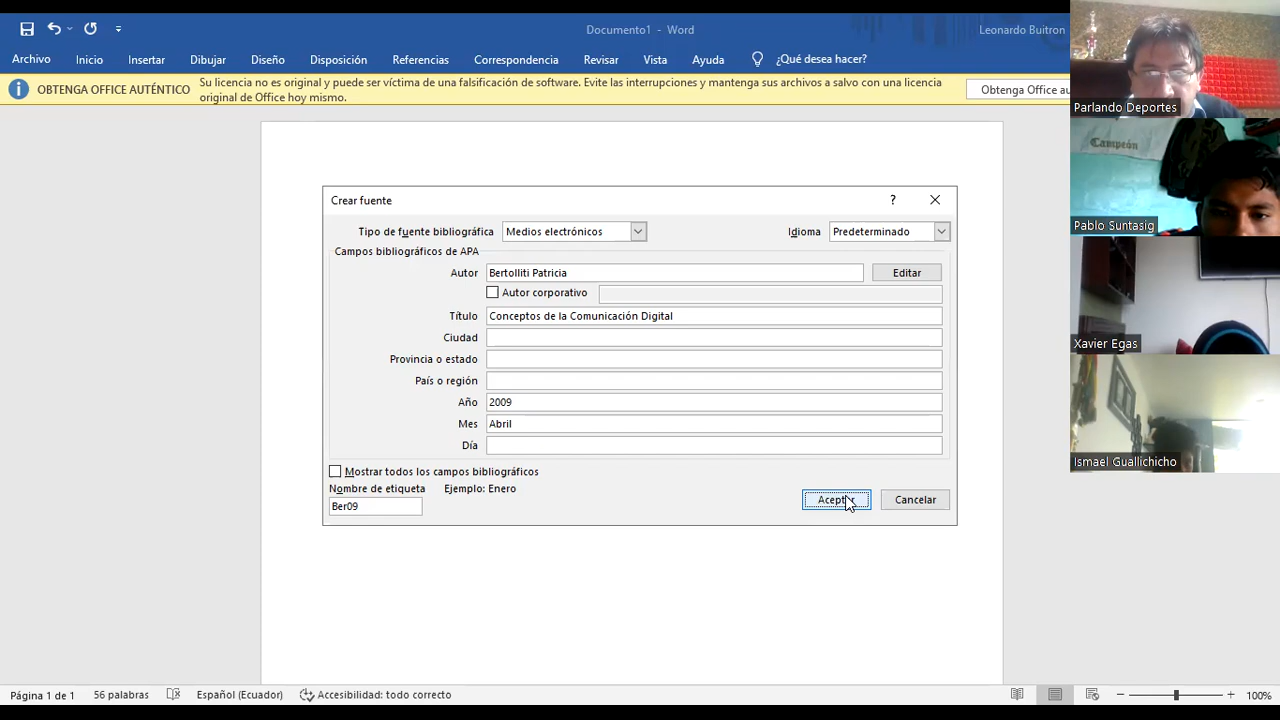 Documento1 - Word
Leonardo Buitron
Archivo
Inicio
Insertar
Dibujar
Diseño
Disposición
Referencias
Correspondencia
Revisar
Vista
Ayuda
¿Qué desea hacer?
OBTENGA OFFICE AUTÉNTICO
Su licencia no es original y puede ser víctima de una falsificación de software. Evite las interrupciones y mantenga sus archivos a salvo con una licencia
original de Office hoy mismo.
Obtenga Office au
Crear fuente
?
Tipo de fuente bibliográfica
Medios electrónicos
Idioma
Predeterminado
Campos bibliográficos de APA
Autor
Bertolliti Patricia
Editar
Autor corporativo
Título
Conceptos de la Comunicación Digital
Ciudad
Provincia o estado
País o región
Año
2009
Mes
Abril
Día
Mostrar todos los campos bibliográficos
Nombre de etiqueta
Ejemplo: Enero
Ber09
Aceptar
Cancelar
Página 1 de 1
56 palabras
Español (Ecuador)
Accesibilidad: todo correcto
100%
Parlando Deportes
Campeón
Pablo Suntasig
Xavier Egas
Ismael Guallichicho